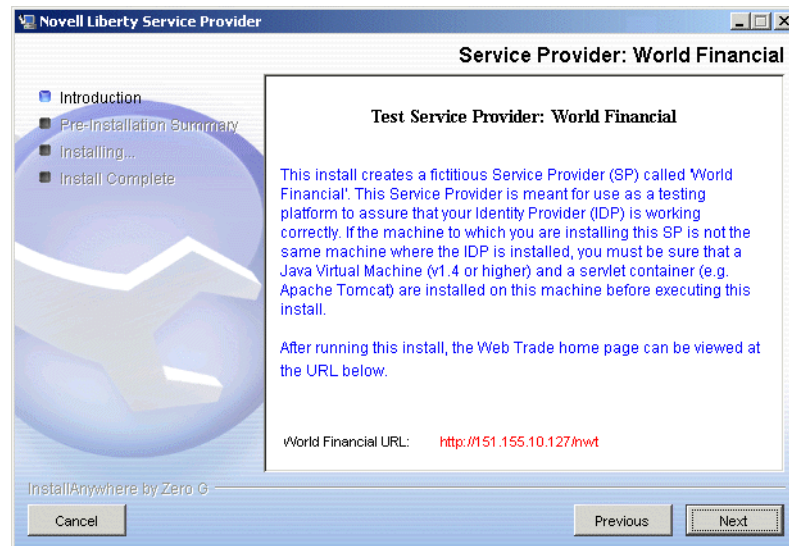 Novell Liberty Service Provider
Service Provider: World Financial
Introduction
Pre-Installation Summary
Installing...
Install Complete
Test Service Provider: World Financial
This install creates a fictitious Service Provider (SP) called 'World
Financial'. This Service Provider is meant for use as a testing
platform to assure that your Identity Provider (IDP) is working
correctly. If the machine to which you are installing this SP is not the
same machine where the IDP is installed, you must be sure that a
Java Virtual Machine (v1.4 or higher) and a servlet container (e.g.
Apache Tomcat) are installed on this machine before executing this
install.
After running this install, the Web Trade home page can be viewed at
the URL below.
World Financial URL: http://151.155.10.127/nwt
InstallAnywhere by Zero G
Cancel
Previous
Next